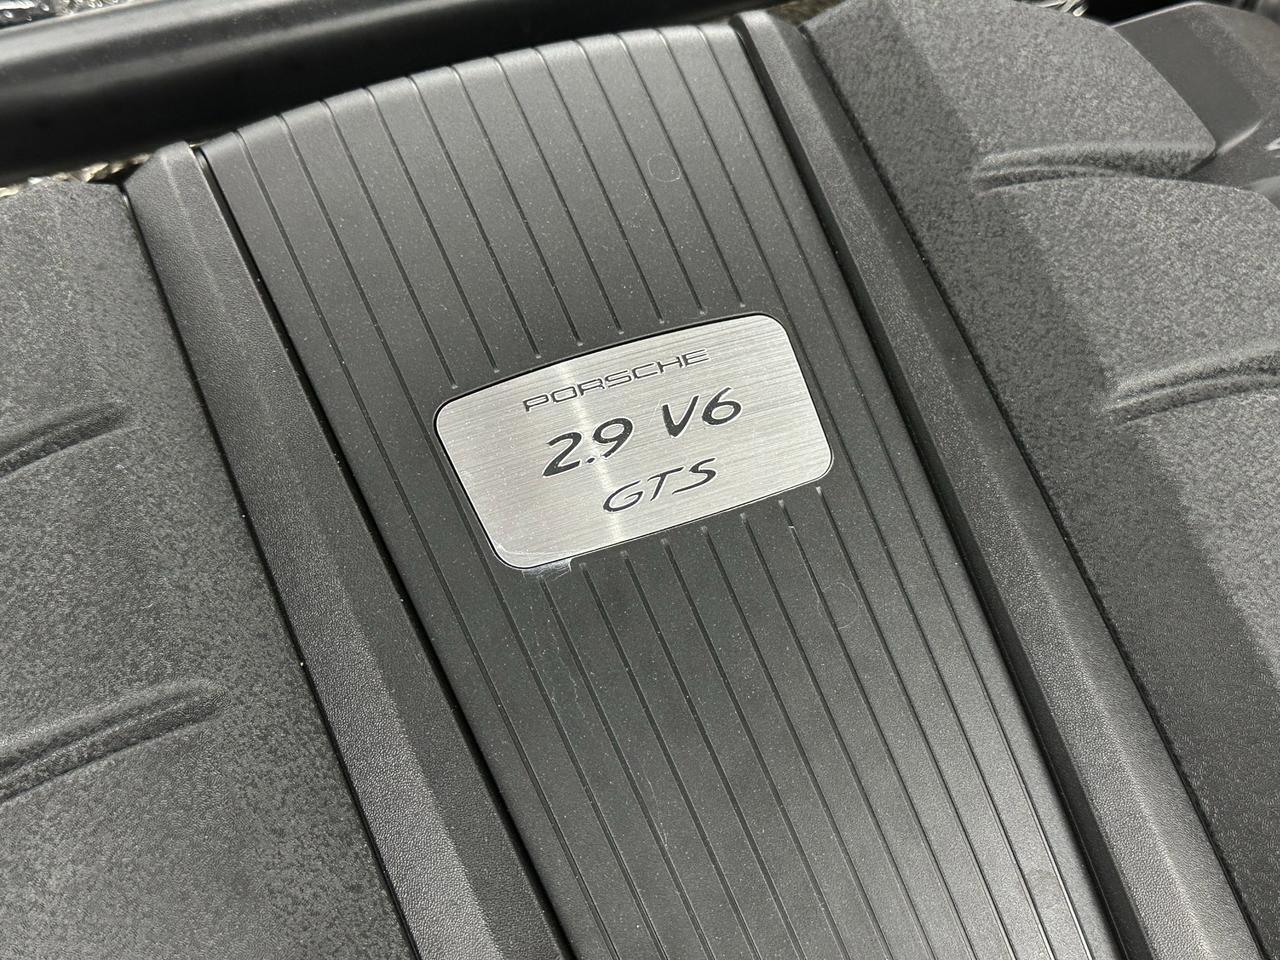 PORSCHE
2.9 V6
GTS